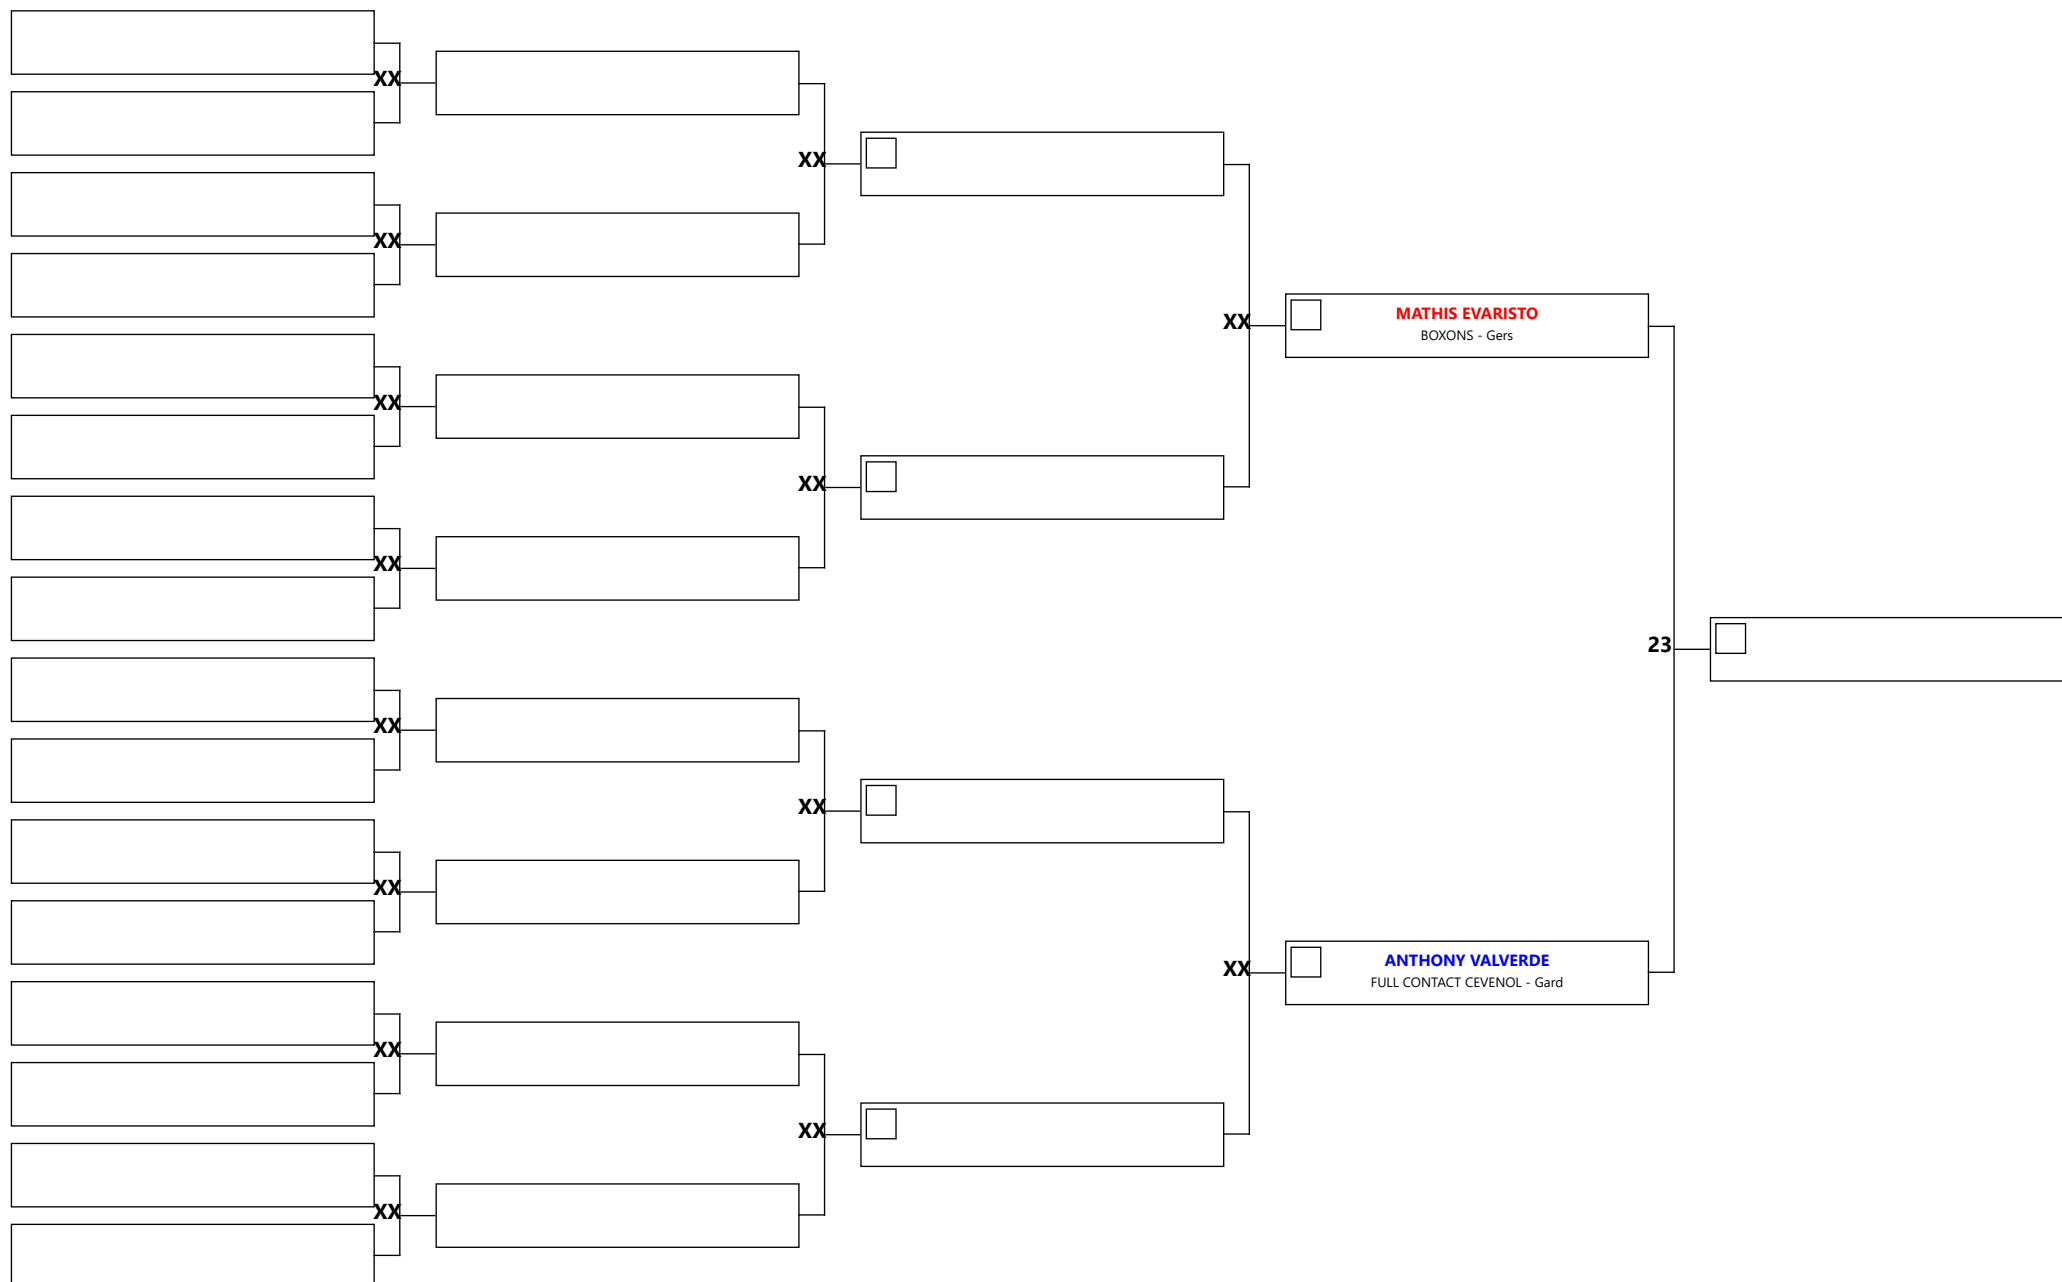 XX
XX
XX
XX
MATHIS EVARISTO
BOXONS - Gers
XX
XX
XX
XX
23
XX
XX
XX
ANTHONY VALVERDE
FULL CONTACT CEVENOL - Gard
XX
XX
XX
XX